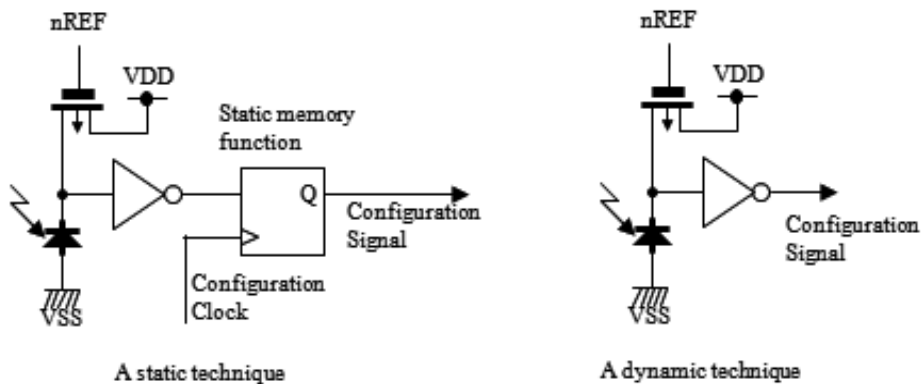 nREF
VDD
Static memory
function
Q
Configuration
Signal
Configuration
Clock
VSS
A static technique
nREF
VDD
Configuration
Signal
VSS
A dynamic technique